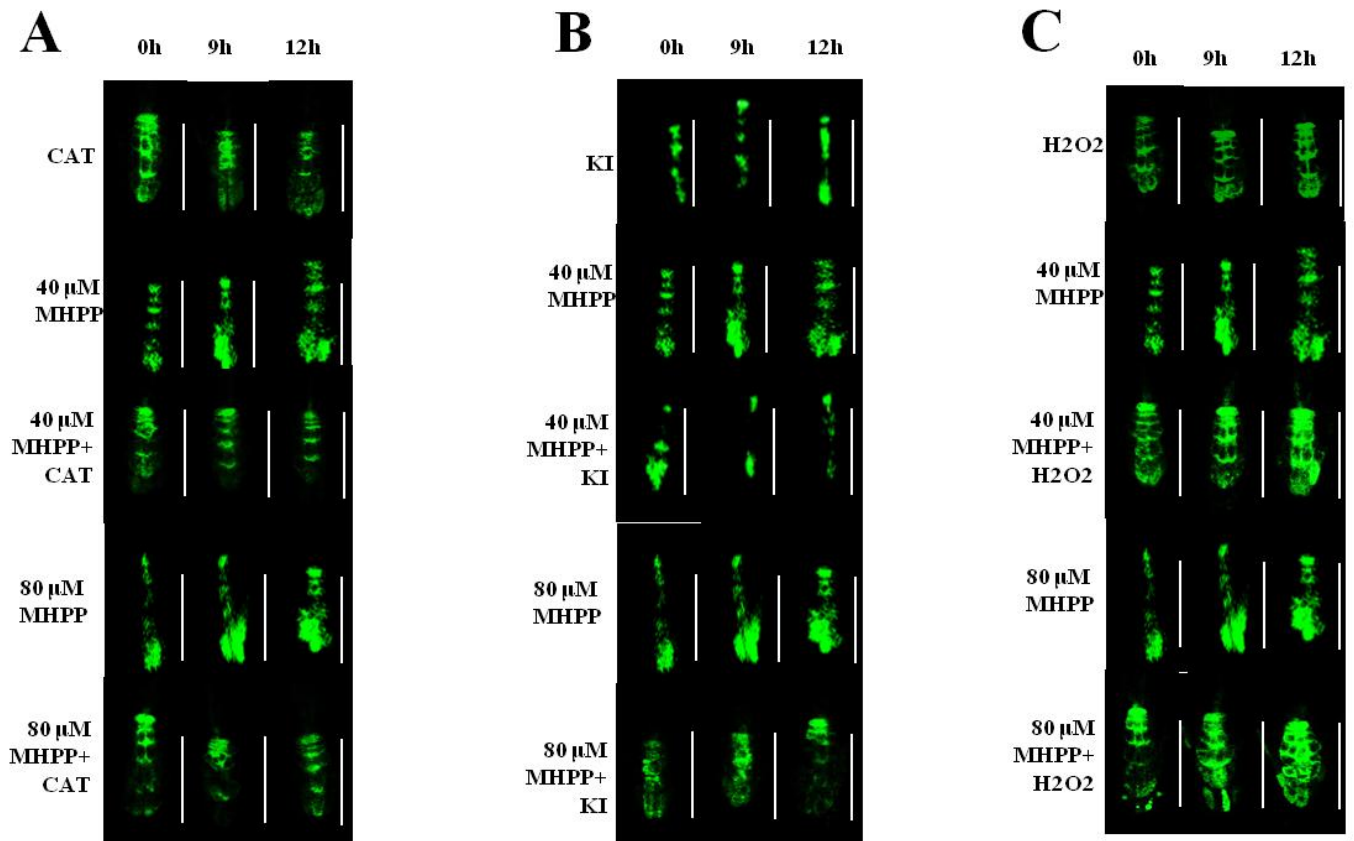 A
0h 9h 12h
CAT
40 μM
MHPP
40 μM
MHPP+
CAT
80 μM
MHPP
80 μM
MHPP+
CAT
B
0h 9h 12h
KI
40 μM
MHPP
40 μM
MHPP+
KI
80 μM
MHPP
80 μM
MHPP+
KI
C
0h 9h 12h
H2O2
40 μM
MHPP
40 μM
MHPP+
H2O2
80 μM
MHPP
80 μM
MHPP+
H2O2